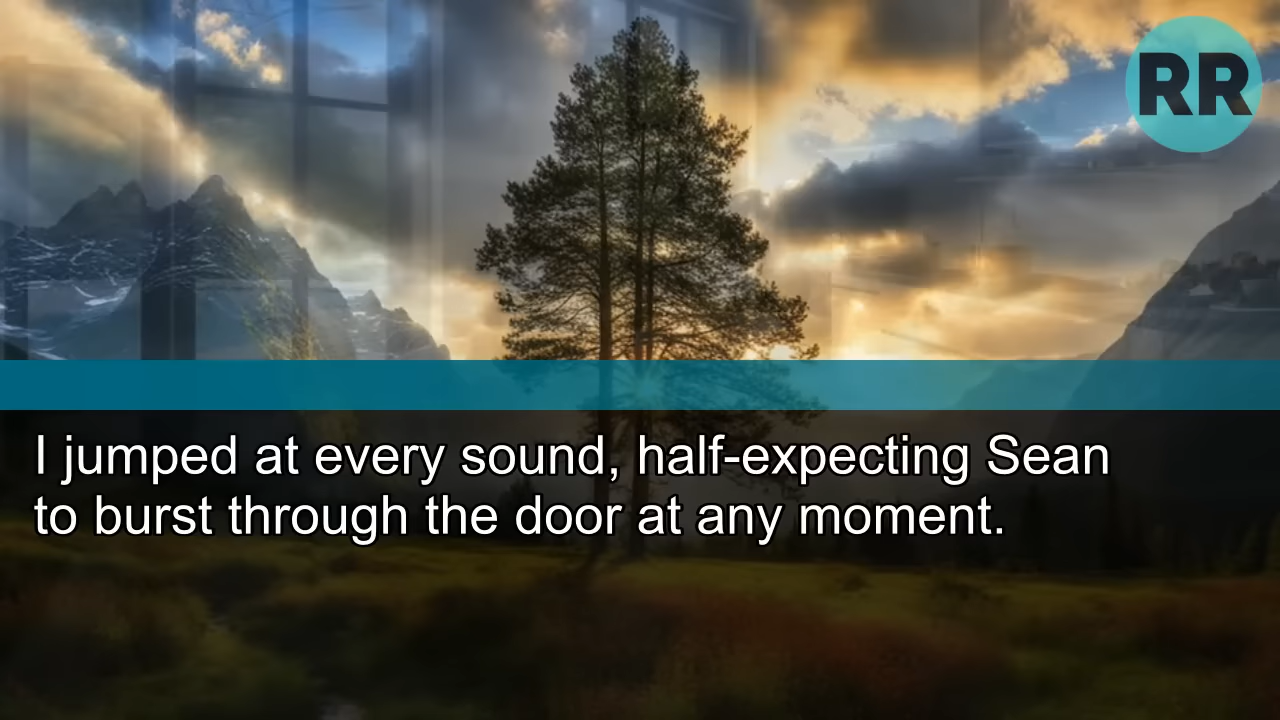 RR
I jumped at every sound, half-expecting Sean
to burst through the door at any moment.